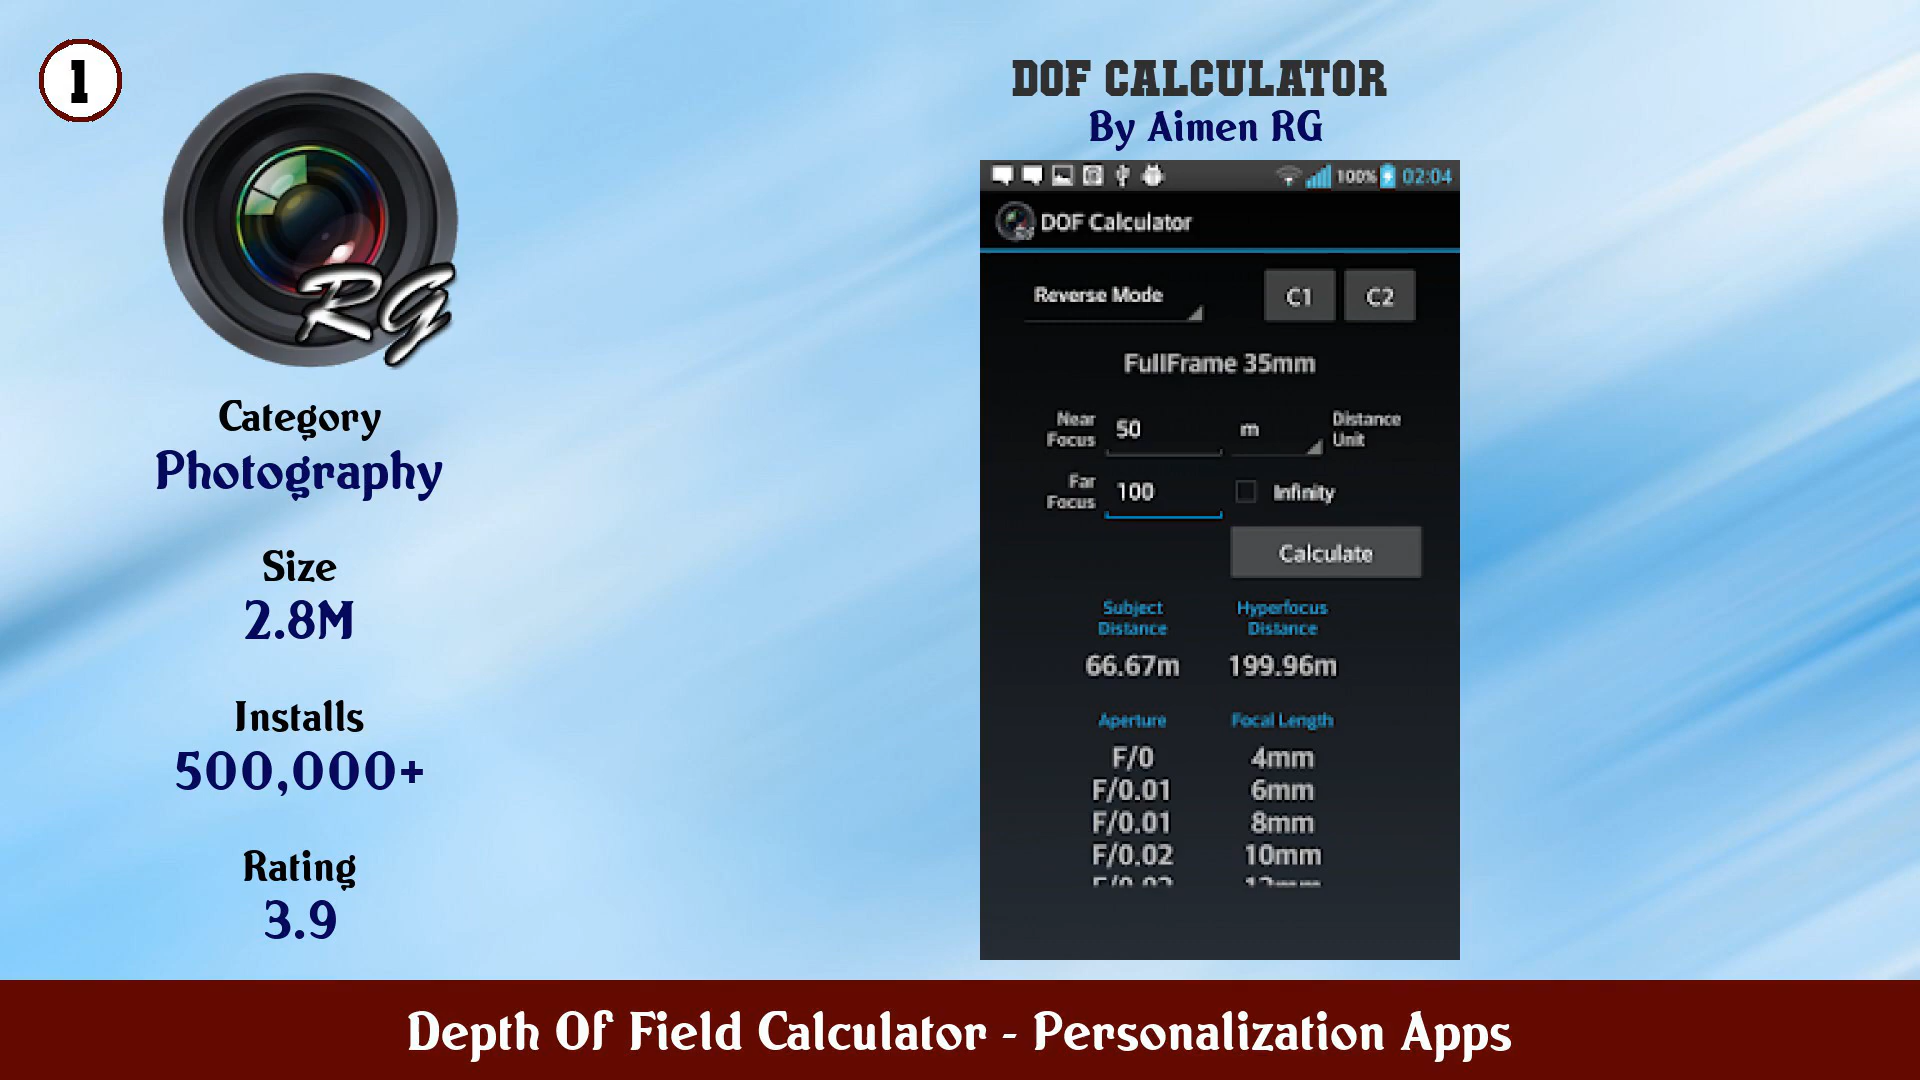 1
RG
Category
Photography
Size
2.8M
Installs
500,000+
Rating
3.9
DOF CALCULATOR
By Aimen RG
100% 02:04
DOF Calculator
Reverse Mode C1 C2
FullFrame 35mm
Near Focus 50 m Distance Unit
Far Focus 100 Infinity
Calculate
Subject Distance Hyperfocus Distance
66.67m 199.96m
Aperture Focal Length
F/0 4mm
F/0.01 6mm
F/0.01 8mm
F/0.02 10mm
Depth Of Field Calculator - Personalization Apps